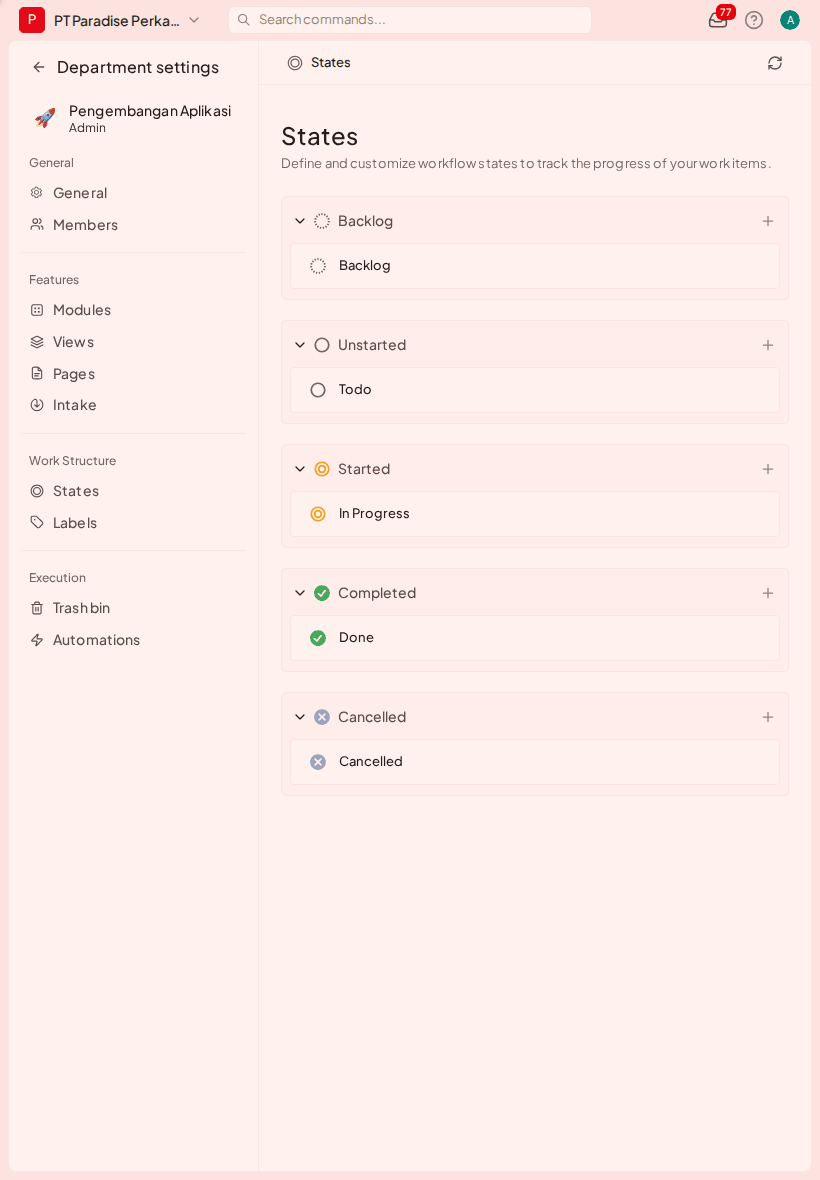 P
PT Paradise Perka...
Search commands...
77
A
Department settings
States
Pengembangan Aplikasi
Admin
General
General
Members
Features
Modules
Views
Pages
Intake
Work Structure
States
Labels
Execution
Trash bin
Automations
States
Define and customize workflow states to track the progress of your work items.
Backlog
Backlog
Unstarted
Todo
Started
In Progress
Completed
Done
Cancelled
Cancelled